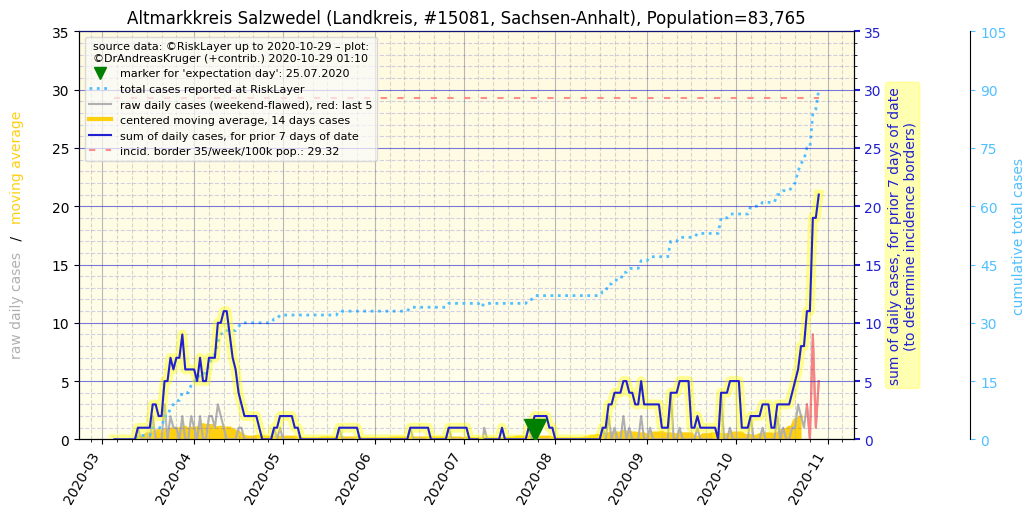 Altmarkkreis Salzwedel (Landkreis, #15081, Sachsen-Anhalt), Population=83,765
source data: ©RiskLayer up to 2020-10-29 – plot:
©DrAndreasKruger (+contrib.) 2020-10-29 01:10
marker for 'expectation day': 25.07.2020
total cases reported at RiskLayer
raw daily cases (weekend-flawed), red: last 5
centered moving average, 14 days cases
sum of daily cases, for prior 7 days of date
incid. border 35/week/100k pop.: 29.32
raw daily cases / moving average
35
30
25
20
15
10
5
0
2020-03
2020-04
2020-05
2020-06
2020-07
2020-08
2020-09
2020-10
2020-11
35
30
25
20
15
10
5
0
sum of daily cases, for prior 7 days of date
(to determine incidence borders)
105
90
75
60
45
30
15
0
cumulative total cases